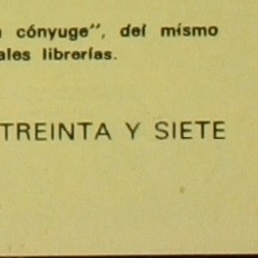 cónyuge", del mismo
ales librerías.
TREINTA Y SIETE